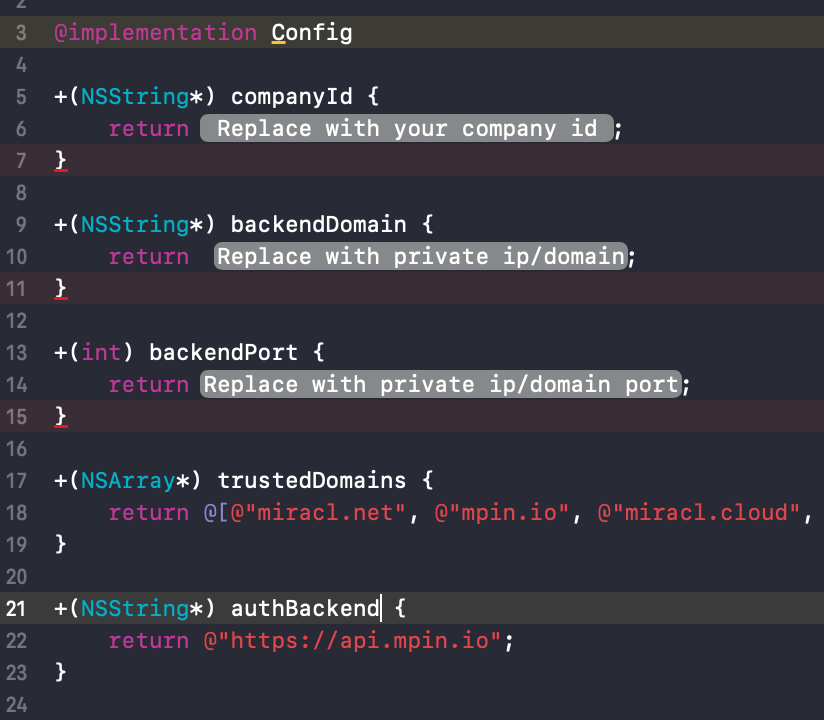 2
3 @implementation Config
4
5 +(NSString*) companyId {
6 return Replace with your company id ;
7 }
8
9 +(NSString*) backendDomain {
10 return Replace with private ip/domain;
11 }
12
13 +(int) backendPort {
14 return Replace with private ip/domain port;
15 }
16
17 +(NSArray*) trustedDomains {
18 return @[@"miracl.net", @"mpin.io", @"miracl.cloud",
19 }
20
21 +(NSString*) authBackend {
22 return @"https://api.mpin.io";
23 }
24